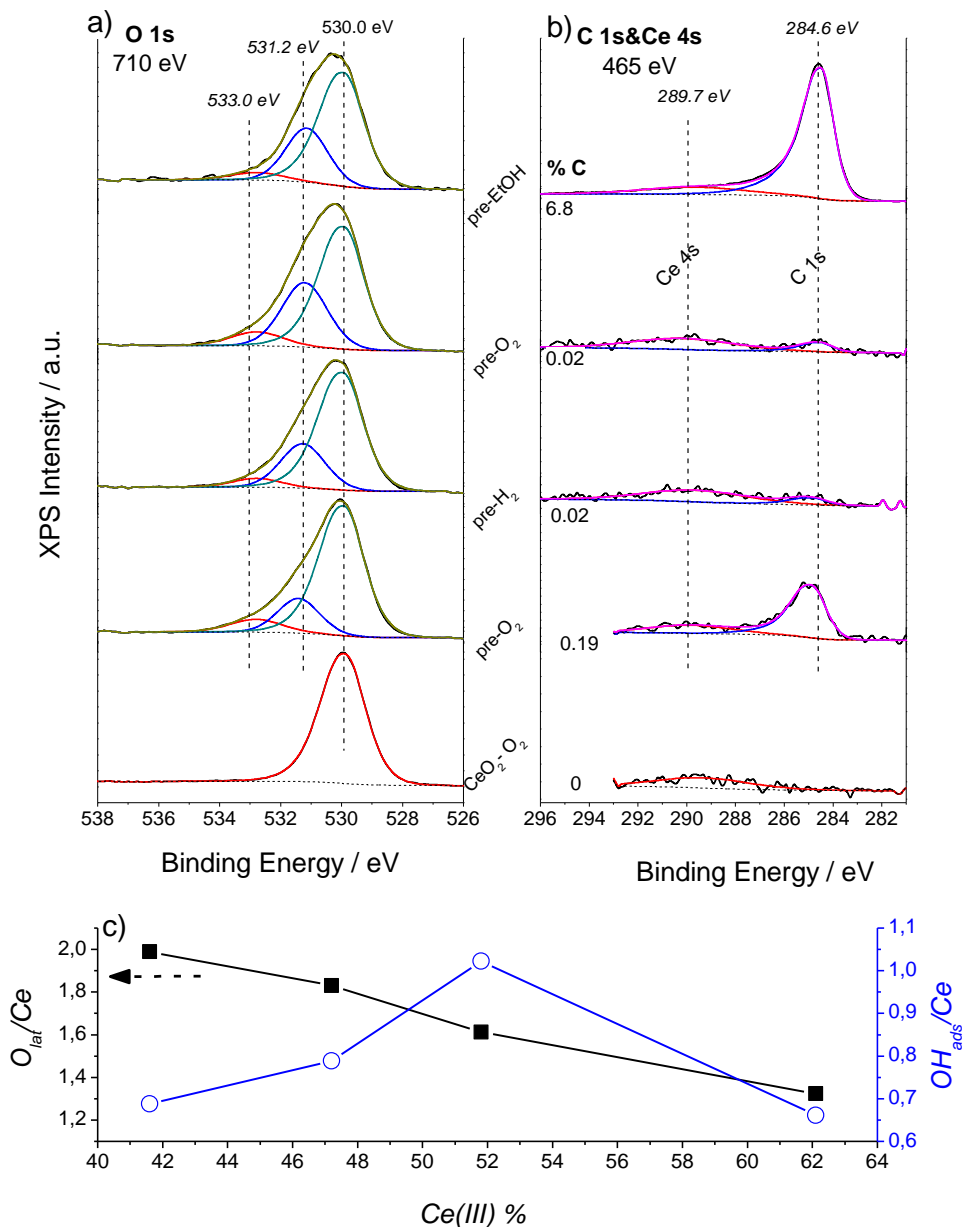 a)
O 1s
710 eV
533.0 eV
531.2 eV
530.0 eV
pre-EtOH
pre-O2
pre-H2
pre-O2
CeO2- O2
XPS Intensity / a.u.
538 536 534 532 530 528 526
Binding Energy / eV
b)
C 1s&Ce 4s
465 eV
284.6 eV
289.7 eV
% C
6.8
Ce 4s
C 1s
0.02
0.02
0.19
0
296 294 292 290 288 286 284 282
Binding Energy / eV
c)
2,0
1,8
1,6
1,4
1,2
Olat/Ce
1,1
1,0
0,9
0,8
0,7
0,6
OHads/Ce
40 42 44 46 48 50 52 54 56 58 60 62 64
Ce(III) %